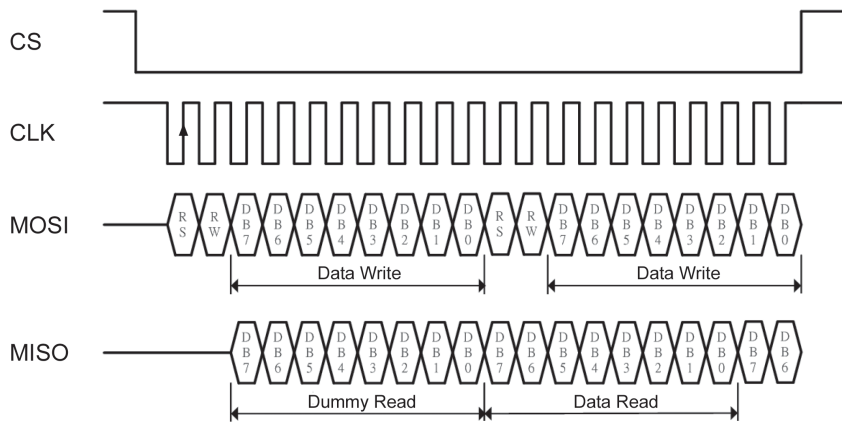 CS
CLK
MOSI
RS RW DB7 DB6 DB5 DB4 DB3 DB2 DB1 DB0 RS RW DB7 DB6 DB5 DB4 DB3 DB2 DB1 DB0
Data Write Data Write
MISO
DB7 DB6 DB5 DB4 DB3 DB2 DB1 DB0 DB7 DB6 DB5 DB4 DB3 DB2 DB1 DB0 DB7 DB6
Dummy Read Data Read